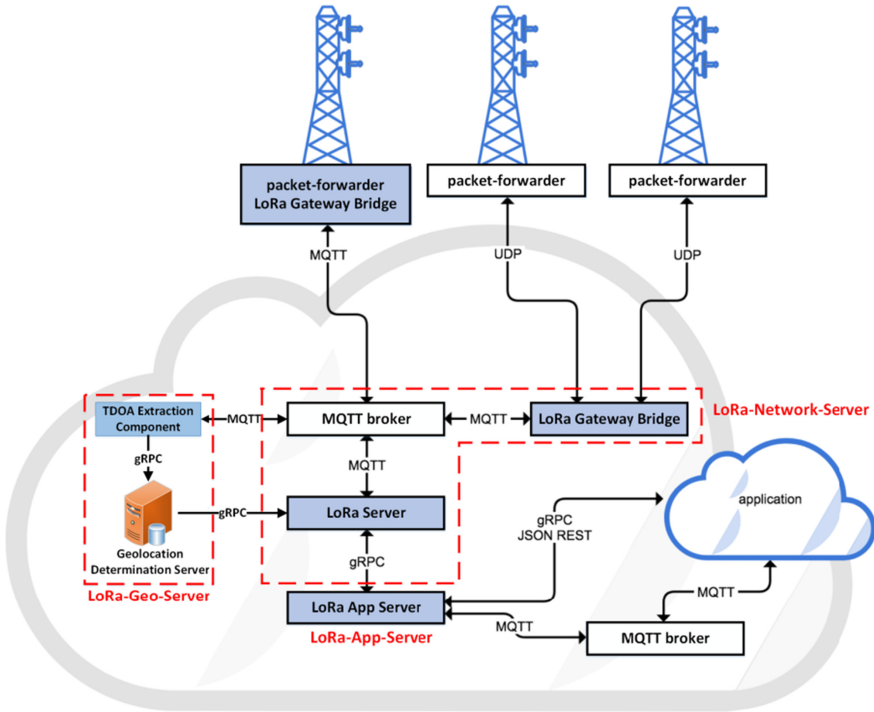 packet-forwarder
LoRa Gateway Bridge
packet-forwarder
packet-forwarder
MQTT
UDP
UDP
TDOA Extraction
Component
MQTT
MQTT broker
MQTT
LoRa Gateway Bridge
LoRa-Network-Server
gRPC
MQTT
gRPC
LoRa Server
Geolocation
Determination Server
LoRa-Geo-Server
gRPC
gRPC
JSON REST
application
LoRa App Server
LoRa-App-Server
MQTT
MQTT broker
MQTT